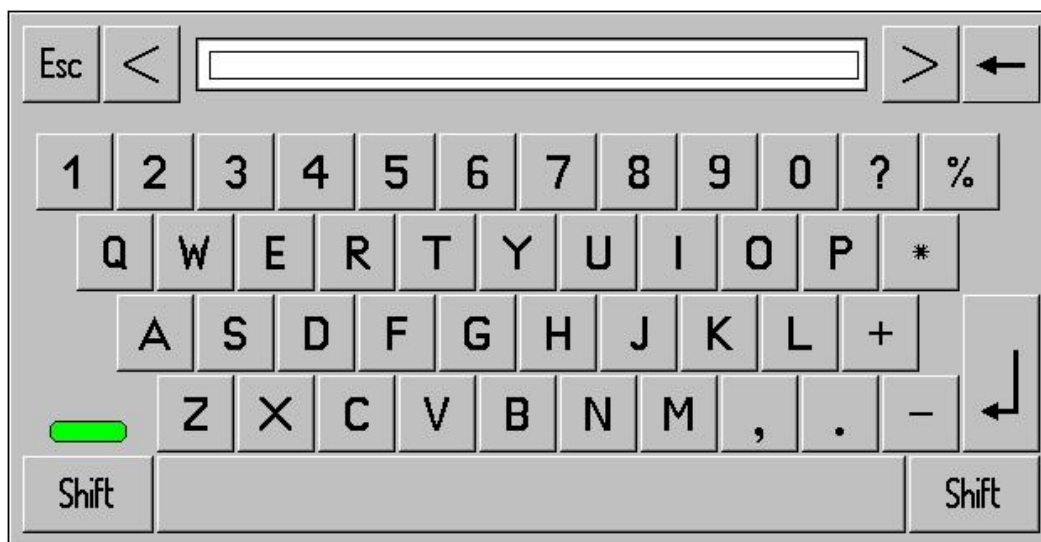 Esc < > ←
1 2 3 4 5 6 7 8 9 0 ? %
Q W E R T Y U I O P *
A S D F G H J K L +
Z X C V B N M , . -
Shift Shift